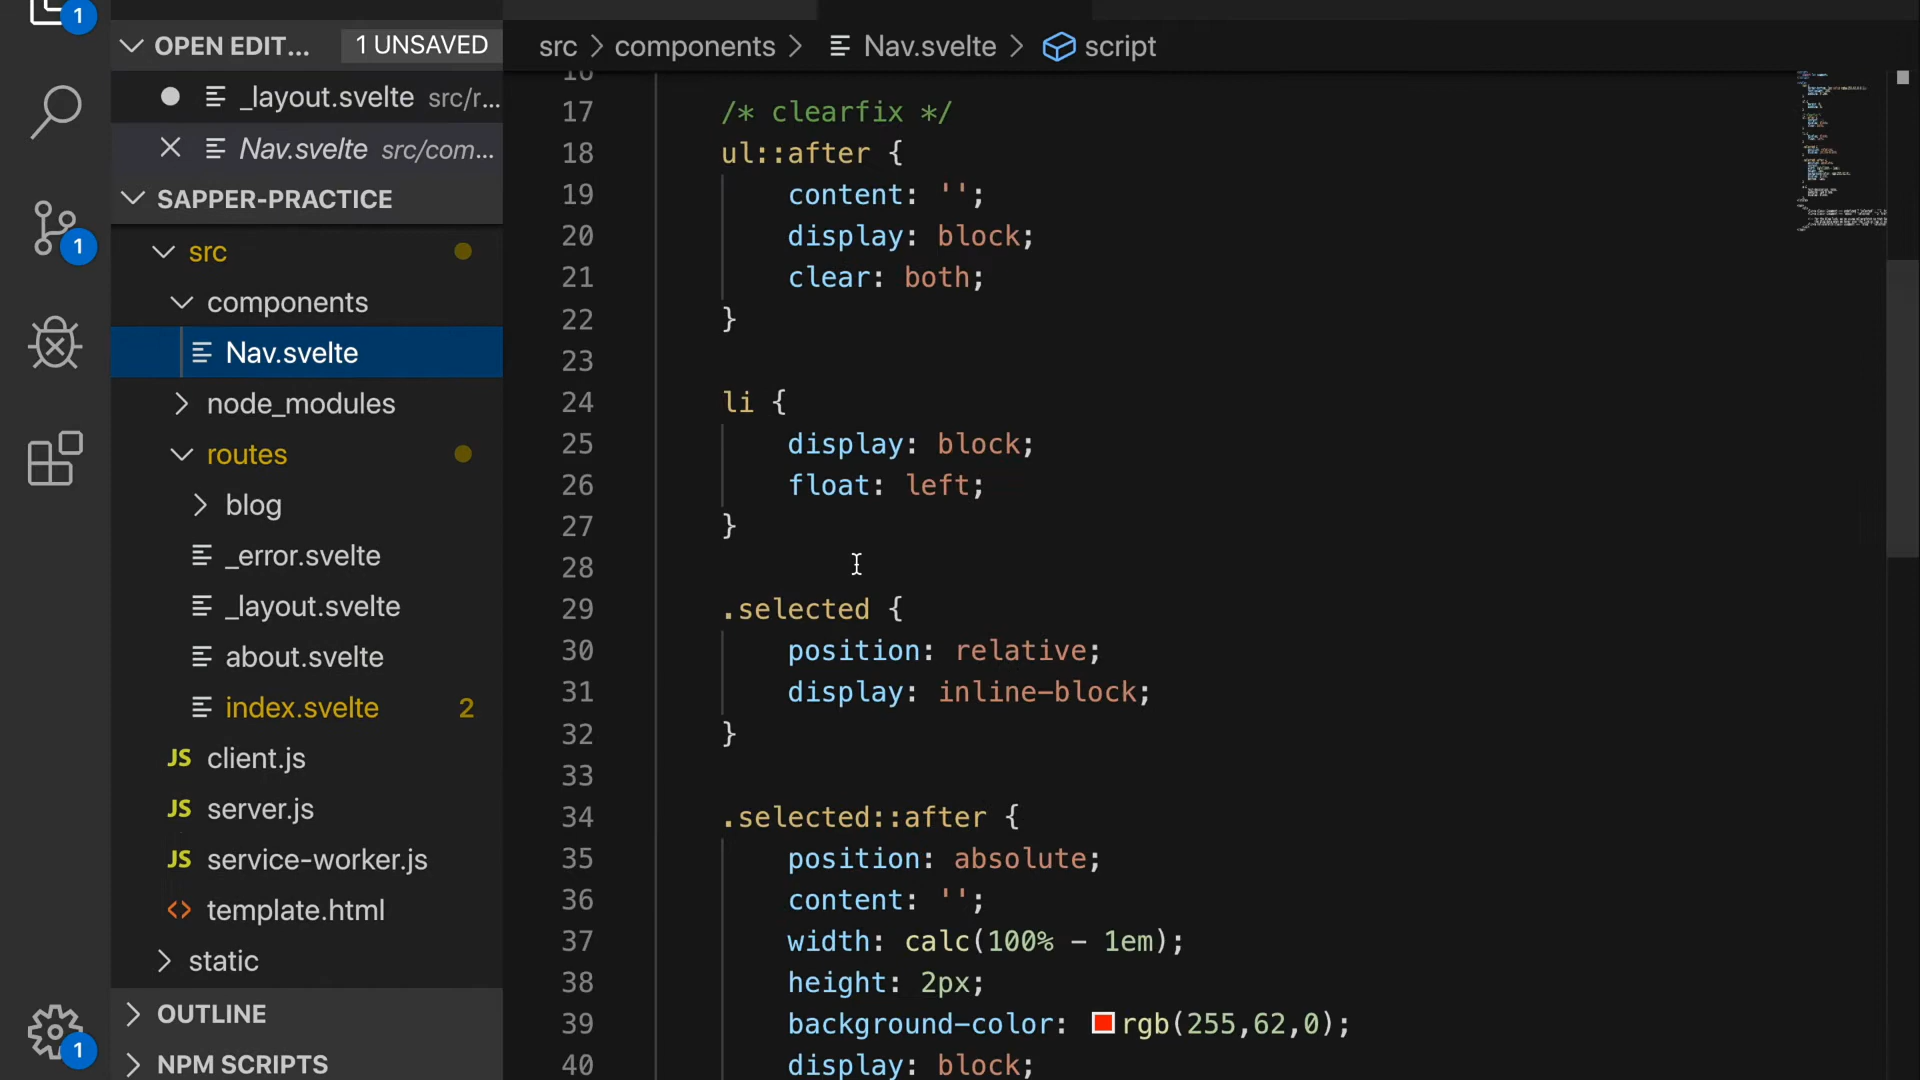 1
OPEN EDIT... 1 UNSAVED
_layout.svelte src/r...
Nav.svelte src/com...
SAPPER-PRACTICE
src
components
Nav.svelte
node_modules
routes
blog
_error.svelte
_layout.svelte
about.svelte
index.svelte 2
JS client.js
JS server.js
JS service-worker.js
<> template.html
static
OUTLINE
NPM SCRIPTS
1
1
src > components > Nav.svelte > script
16
17 /* clearfix */
18 ul::after {
19 content: '';
20 display: block;
21 clear: both;
22 }
23
24 li {
25 display: block;
26 float: left;
27 }
28
29 .selected {
30 position: relative;
31 display: inline-block;
32 }
33
34 .selected::after {
35 position: absolute;
36 content: '';
37 width: calc(100% - 1em);
38 height: 2px;
39 background-color: rgb(255,62,0);
40 display: block;